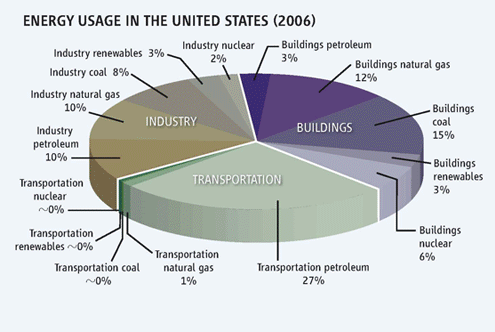 ENERGY USAGE IN THE UNITED STATES (2006)
Industry renewables 3%
Industry nuclear
2%
Buildings petroleum
3%
Industry coal 8%
Buildings natural gas
12%
Industry natural gas
10%
INDUSTRY
BUILDINGS
Buildings
coal
15%
Industry
petroleum
10%
Buildings
renewables
3%
Transportation
nuclear
~0%
TRANSPORTATION
Buildings
nuclear
6%
Transportation
renewables ~0%
Transportation coal
~0%
Transportation
natural gas
1%
Transportation petroleum
27%